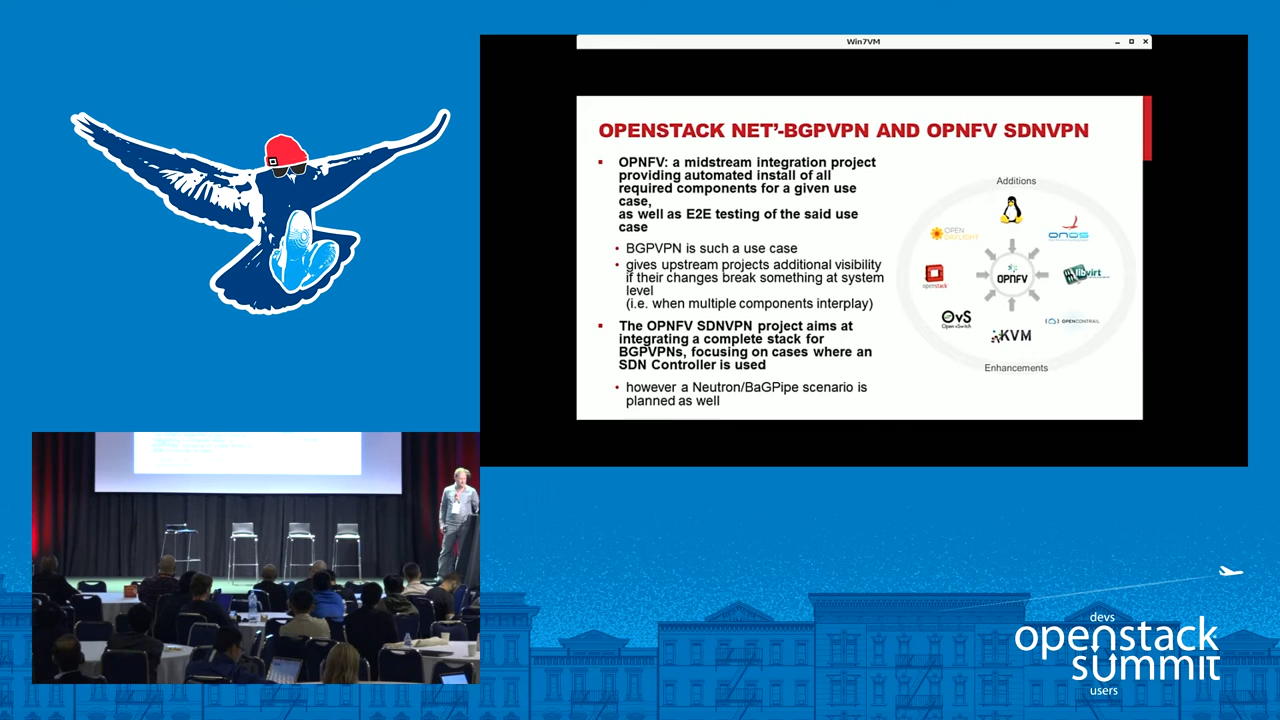 Win7VM
OPENSTACK NET'-BGPVPN AND OPNFV SDNVPN
▪ OPNFV: a midstream integration project
providing automated install of all
required components for a given use
case,
as well as E2E testing of the said use
case
• BGPVPN is such a use case
• gives upstream projects additional visibility
if their changes break something at system
level
(i.e. when multiple components interplay)
▪ The OPNFV SDNVPN project aims at
integrating a complete stack for
BGPVPNs, focusing on cases where an
SDN Controller is used
• however a Neutron/BaGPipe scenario is
planned as well
Additions
OPEN
DAYLIGHT
onos
openstack
OPNFV
libvirt
OvS
Open vSwitch
KVM
OPENCONTRAIL
Enhancements
devs
openstack
summit
users